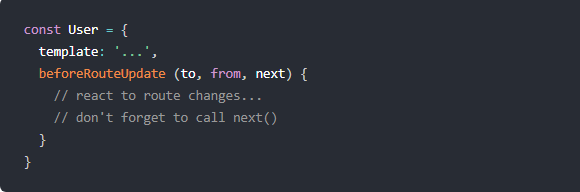 const User = {
  template: '...',
  beforeRouteUpdate (to, from, next) {
    // react to route changes...
    // don't forget to call next()
  }
}